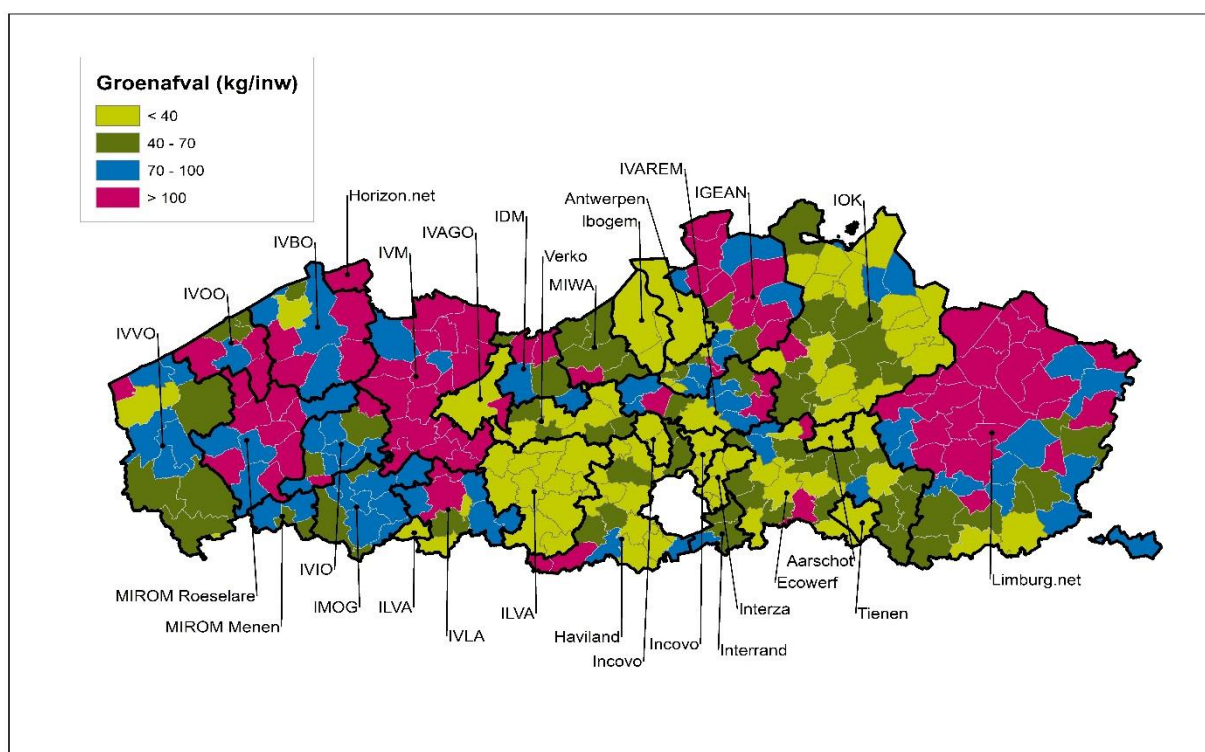 Groenafval (kg/inw)
< 40
40 - 70
70 - 100
> 100
IVAREM
Horizon.net
Antwerpen
IGEAN
IOK
Ibogem
IDM
IVAGO
IVBO
IVM
Verko
IVOO
MIWA
IVVO
Aarschot
IVIO
Ecowerf
Limburg.net
MIROM Roeselare
IMOG
ILVA
ILVA
Interza
Tienen
MIROM Menen
IVLA
Haviland
Incovo
Interrand
Incovo